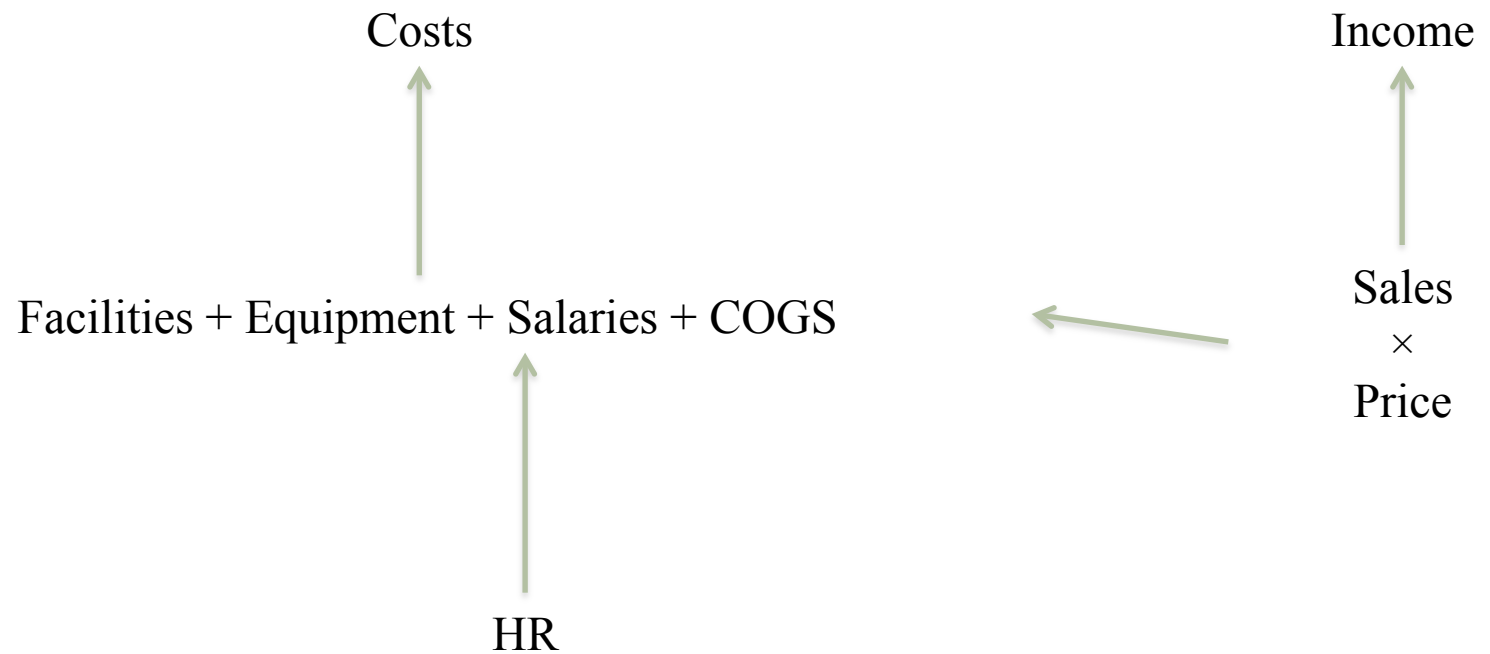 Costs
Income
Facilities + Equipment + Salaries + COGS
Sales
×
Price
HR